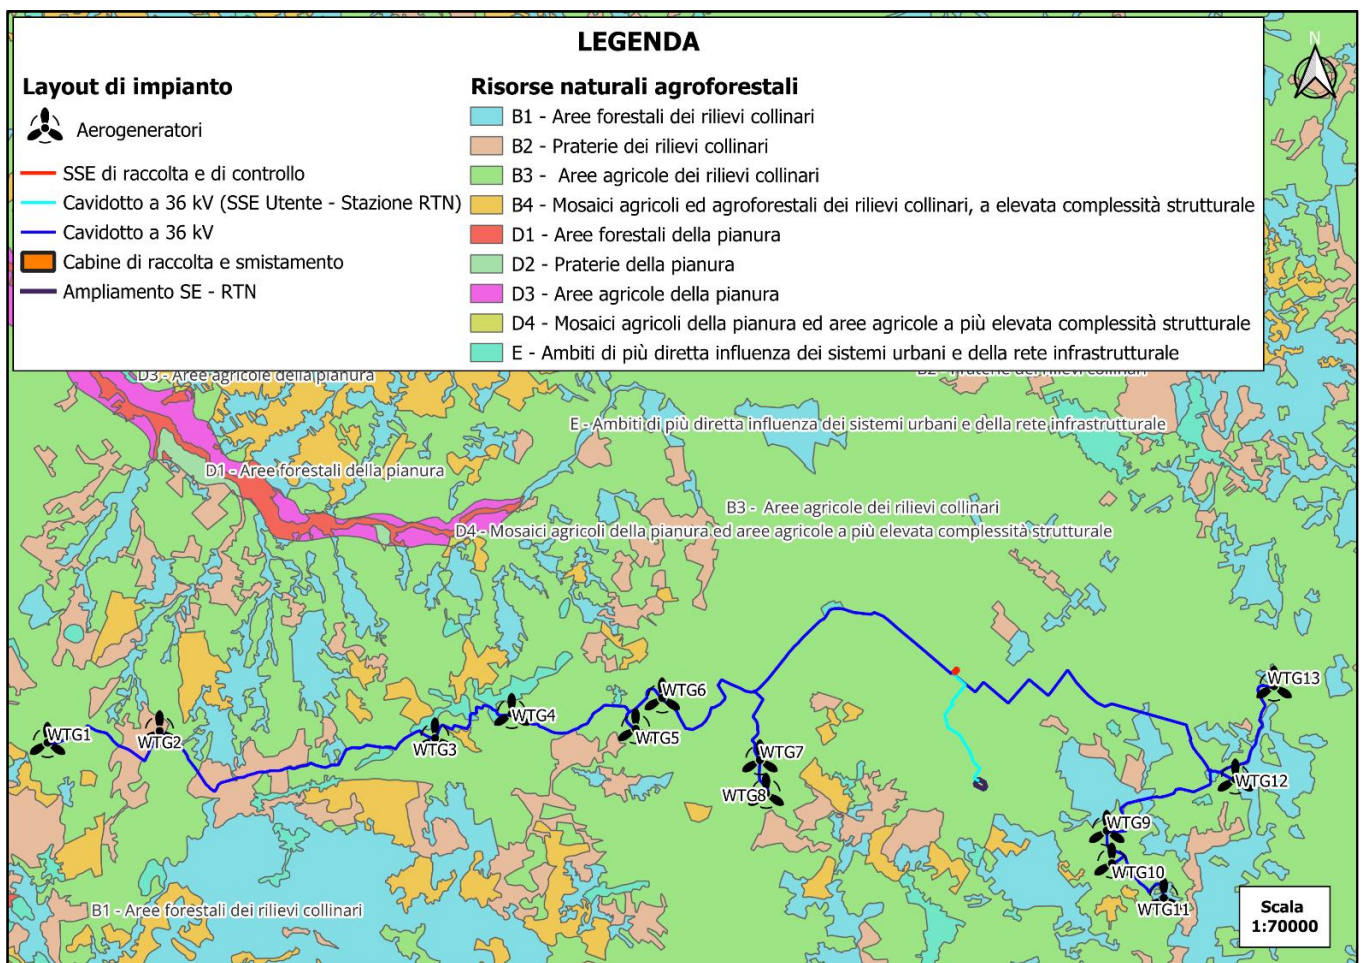 LEGENDA
N
Layout di impianto
Aerogeneratori
SSE di raccolta e di controllo
Cavidotto a 36 kV (SSE Utente - Stazione RTN)
Cavidotto a 36 kV
Cabine di raccolta e smistamento
Ampliamento SE - RTN
Risorse naturali agroforestali
B1 - Aree forestali dei rilievi collinari
B2 - Praterie dei rilievi collinari
B3 - Aree agricole dei rilievi collinari
B4 - Mosaici agricoli ed agroforestali dei rilievi collinari, a elevata complessità strutturale
D1 - Aree forestali della pianura
D2 - Praterie della pianura
D3 - Aree agricole della pianura
D4 - Mosaici agricoli della pianura ed aree agricole a più elevata complessità strutturale
E - Ambiti di più diretta influenza dei sistemi urbani e della rete infrastrutturale
D3 - Aree agricole della pianura
B2 - Praterie dei rilievi collinari
E - Ambiti di più diretta influenza dei sistemi urbani e della rete infrastrutturale
D1 - Aree forestali della pianura
B3 - Aree agricole dei rilievi collinari
D4 - Mosaici agricoli della pianura ed aree agricole a più elevata complessità strutturale
WTG1
WTG2
WTG3
WTG4
WTG5
WTG6
WTG7
WTG8
WTG13
WTG12
WTG9
WTG10
WTG11
B1 - Aree forestali dei rilievi collinari
Scala
1:70000